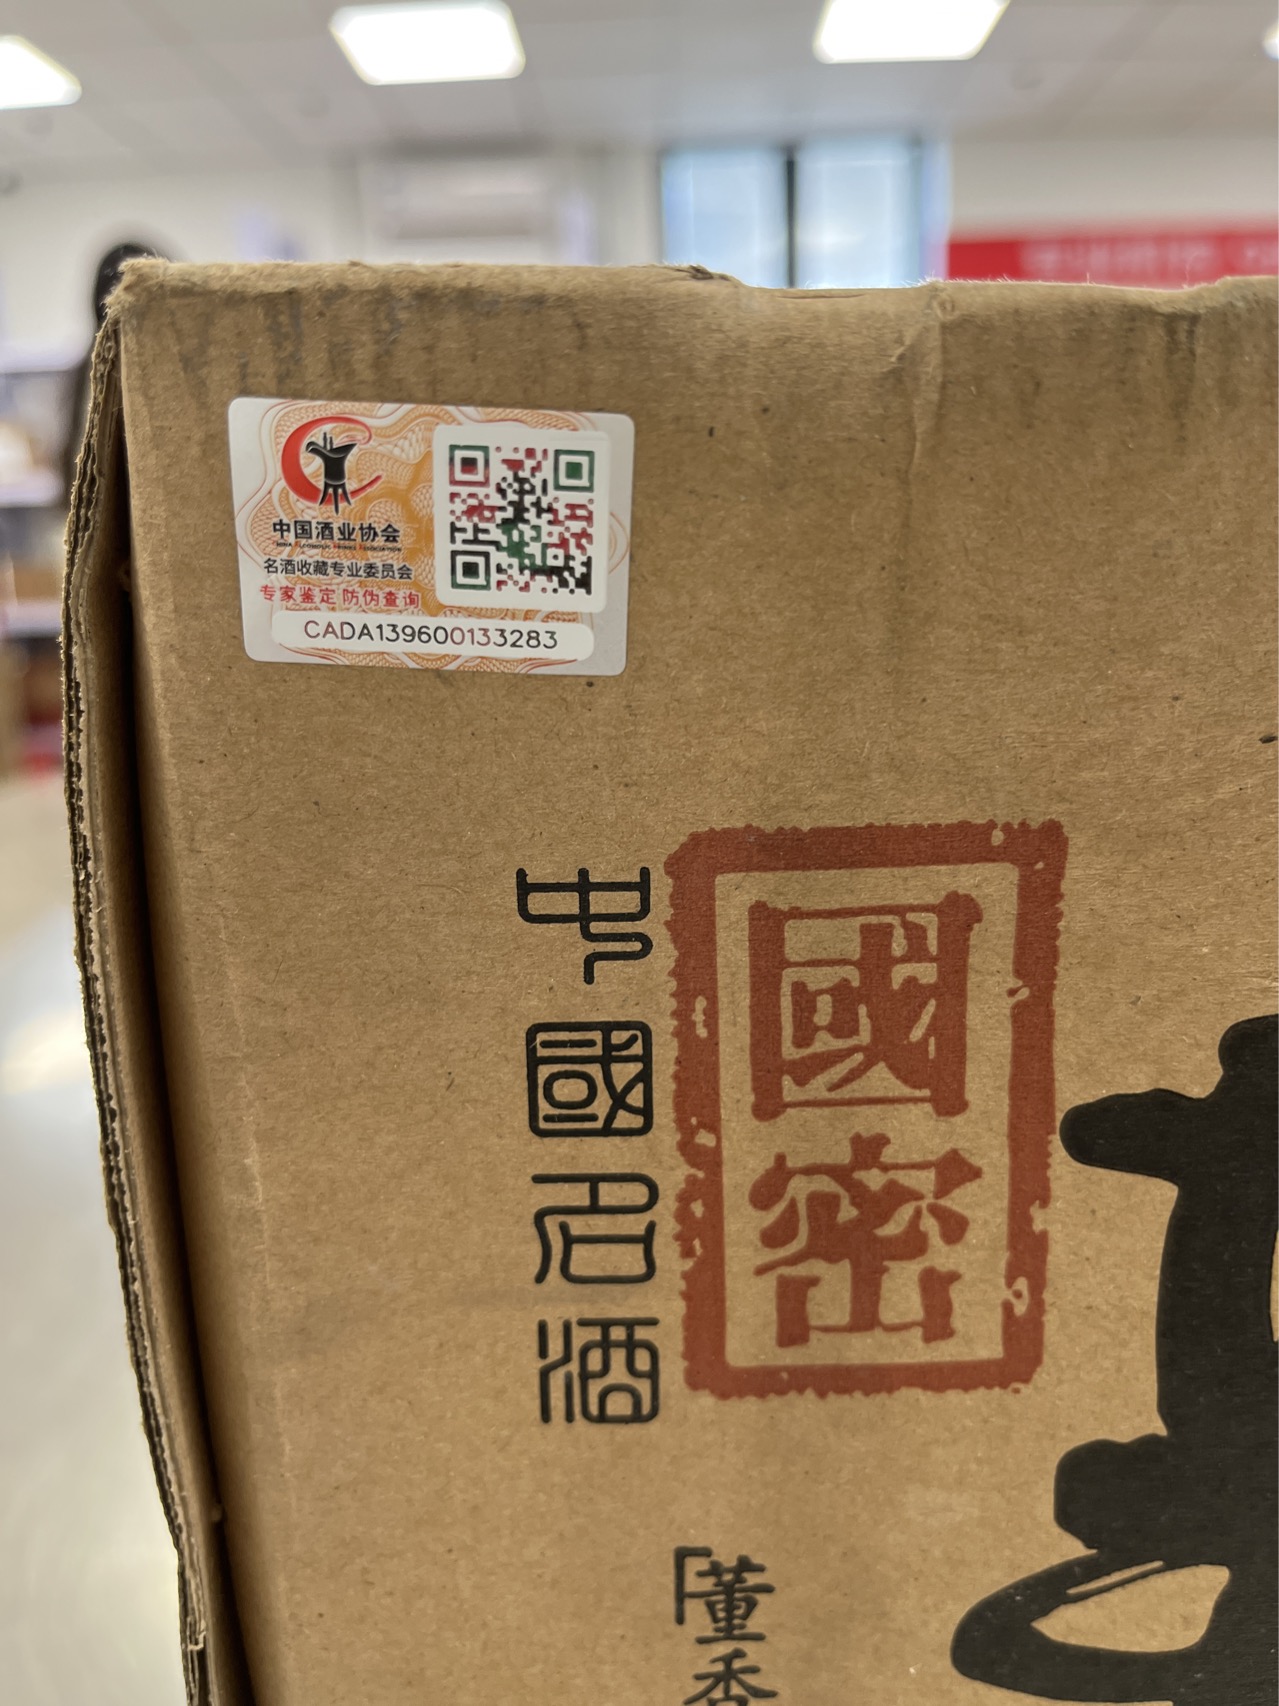 中国酒业协会
名酒收藏专业委员会
专家鉴定 防伪查询
CADA139600133283
國密
中國名酒
「董香